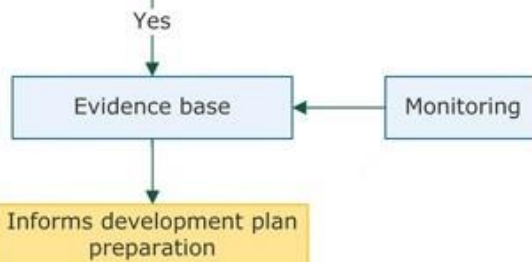 Yes
Evidence base
Monitoring
Informs development plan
preparation